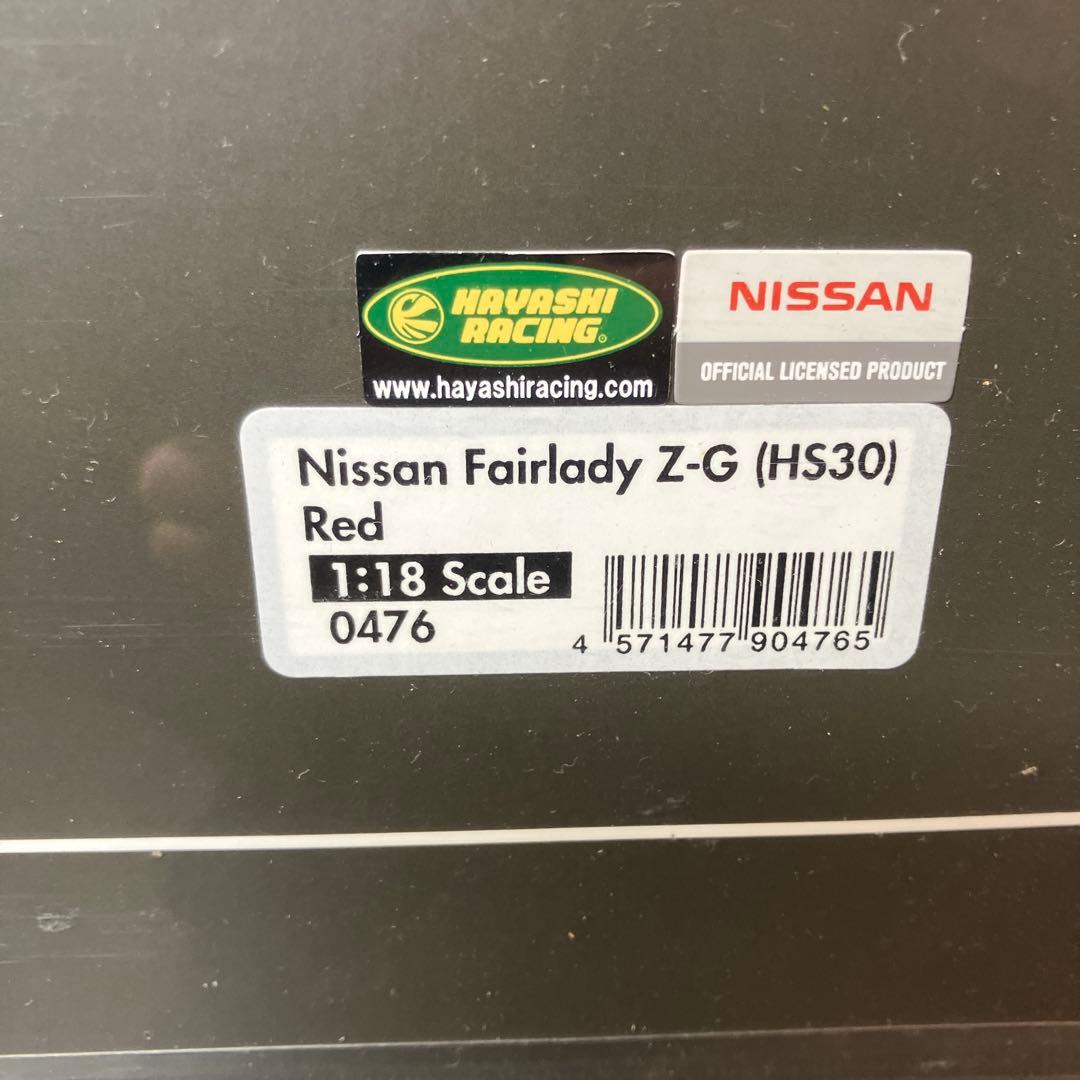 HAYASHI
RACING
www.hayashiracing.com
NISSAN
OFFICIAL LICENSED PRODUCT
Nissan Fairlady Z-G (HS30)
Red
1:18 Scale
0476
4 571477 904765